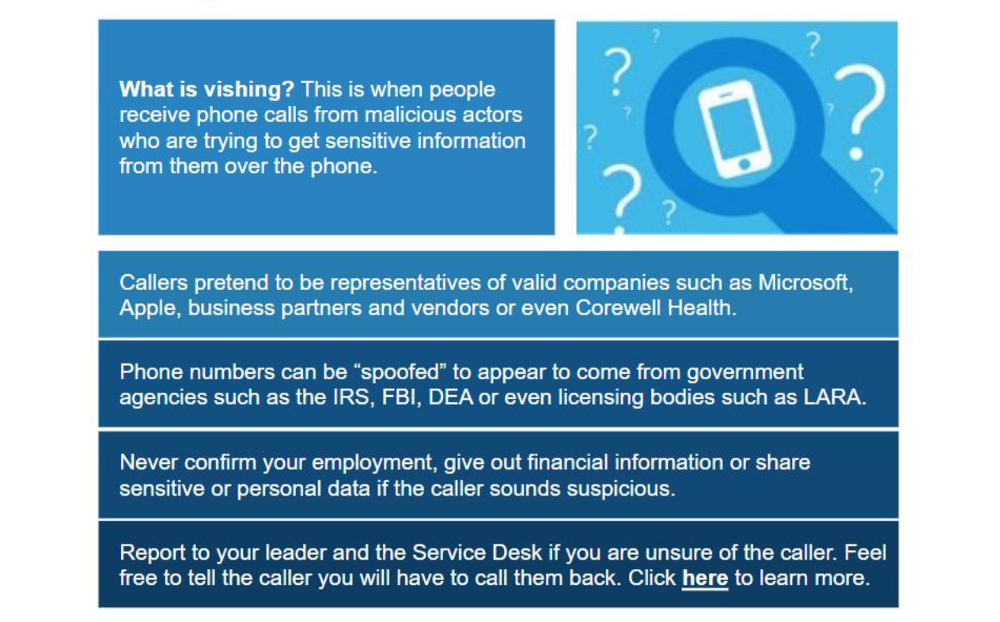 What is vishing? This is when people
receive phone calls from malicious actors
who are trying to get sensitive information
from them over the phone.
? ? ? ? ? ? ? ? ?
Callers pretend to be representatives of valid companies such as Microsoft,
Apple, business partners and vendors or even Corewell Health.
Phone numbers can be “spoofed” to appear to come from government
agencies such as the IRS, FBI, DEA or even licensing bodies such as LARA.
Never confirm your employment, give out financial information or share
sensitive or personal data if the caller sounds suspicious.
Report to your leader and the Service Desk if you are unsure of the caller. Feel
free to tell the caller you will have to call them back. Click here to learn more.